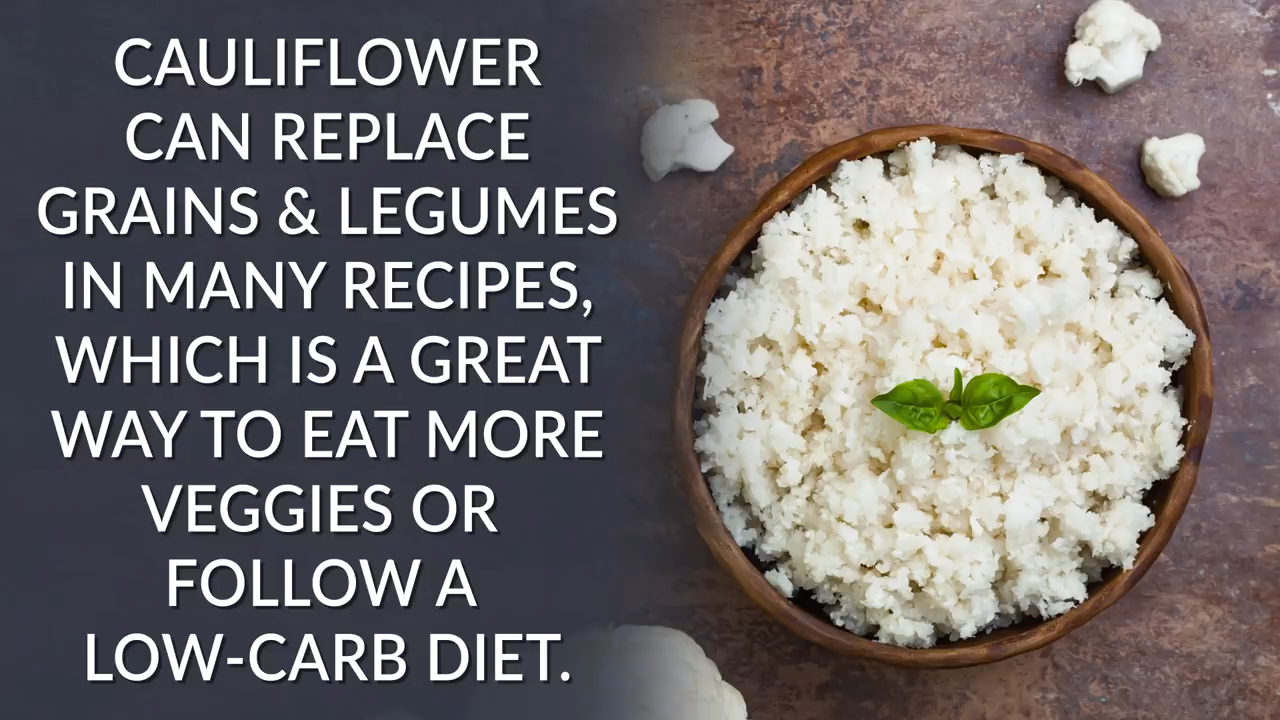 CAULIFLOWER
CAN REPLACE
GRAINS & LEGUMES
IN MANY RECIPES,
WHICH IS A GREAT
WAY TO EAT MORE
VEGGIES OR
FOLLOW A
LOW-CARB DIET.